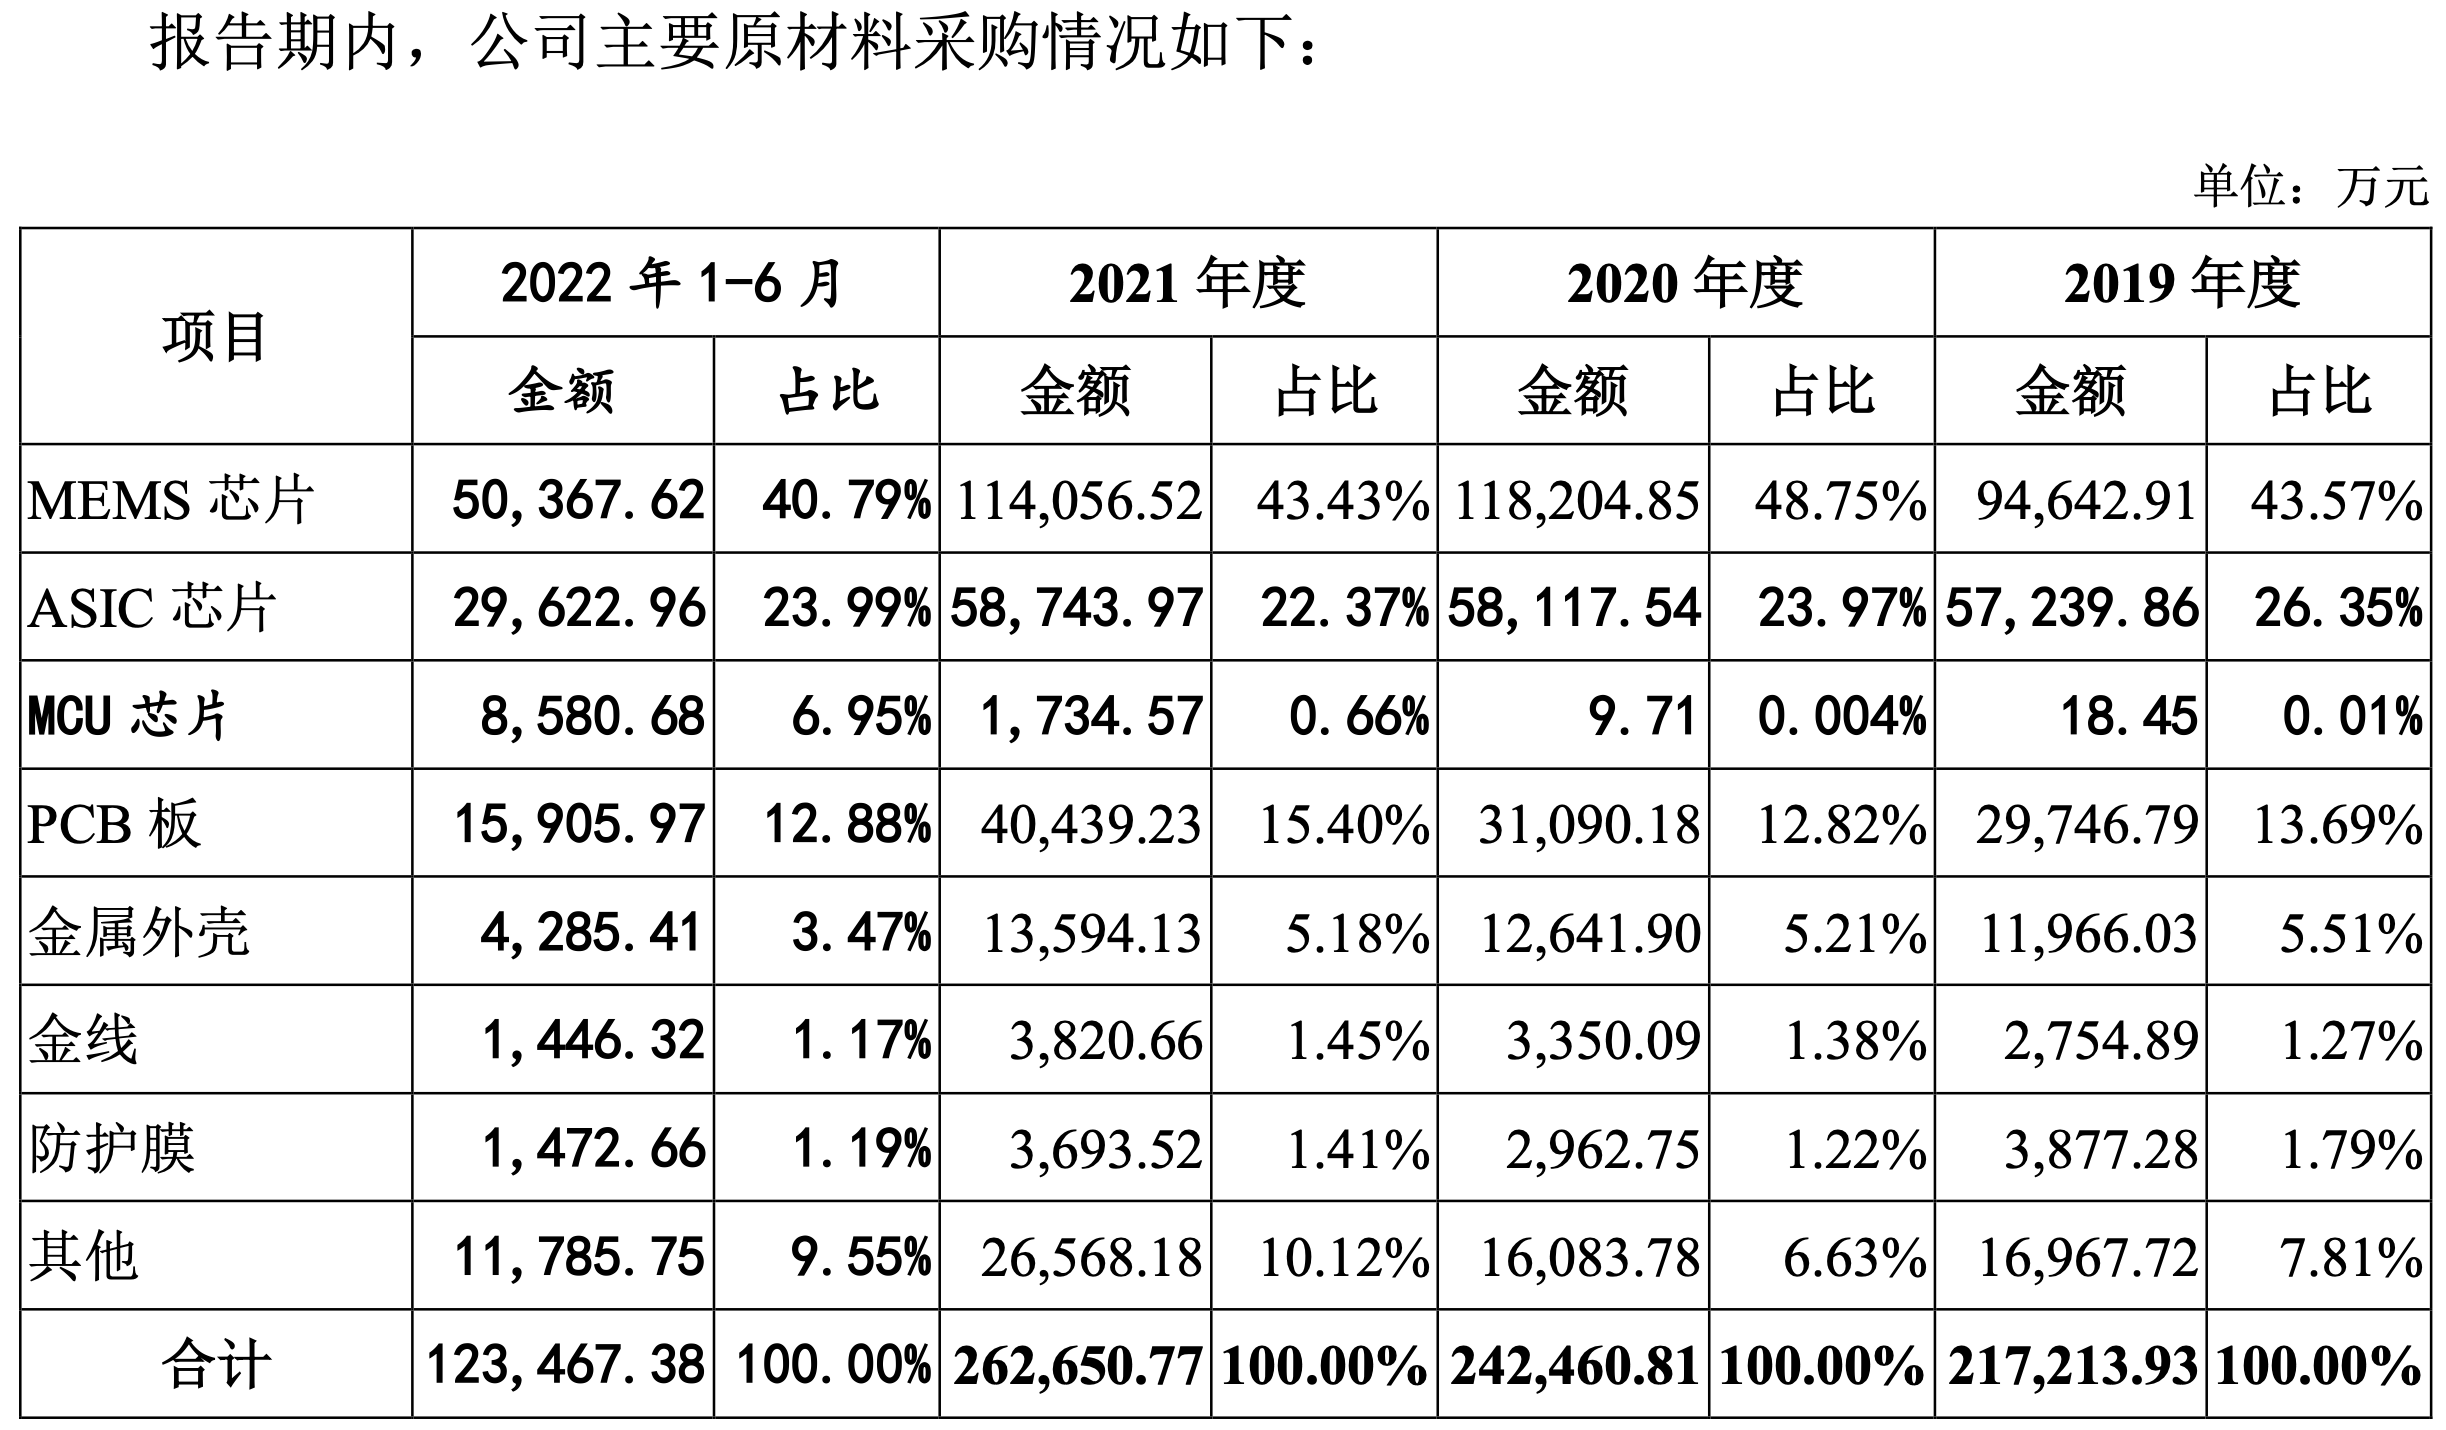 报告期内，公司主要原材料采购情况如下：
单位：万元
项目 2022 年 1-6 月 2021 年度 2020 年度 2019 年度
金额 占比 金额 占比 金额 占比 金额 占比
MEMS 芯片 50,367.62 40.79% 114,056.52 43.43% 118,204.85 48.75% 94,642.91 43.57%
ASIC 芯片 29,622.96 23.99% 58,743.97 22.37% 58,117.54 23.97% 57,239.86 26.35%
MCU 芯片 8,580.68 6.95% 1,734.57 0.66% 9.71 0.004% 18.45 0.01%
PCB 板 15,905.97 12.88% 40,439.23 15.40% 31,090.18 12.82% 29,746.79 13.69%
金属外壳 4,285.41 3.47% 13,594.13 5.18% 12,641.90 5.21% 11,966.03 5.51%
金线 1,446.32 1.17% 3,820.66 1.45% 3,350.09 1.38% 2,754.89 1.27%
防护膜 1,472.66 1.19% 3,693.52 1.41% 2,962.75 1.22% 3,877.28 1.79%
其他 11,785.75 9.55% 26,568.18 10.12% 16,083.78 6.63% 16,967.72 7.81%
合计 123,467.38 100.00% 262,650.77 100.00% 242,460.81 100.00% 217,213.93 100.00%